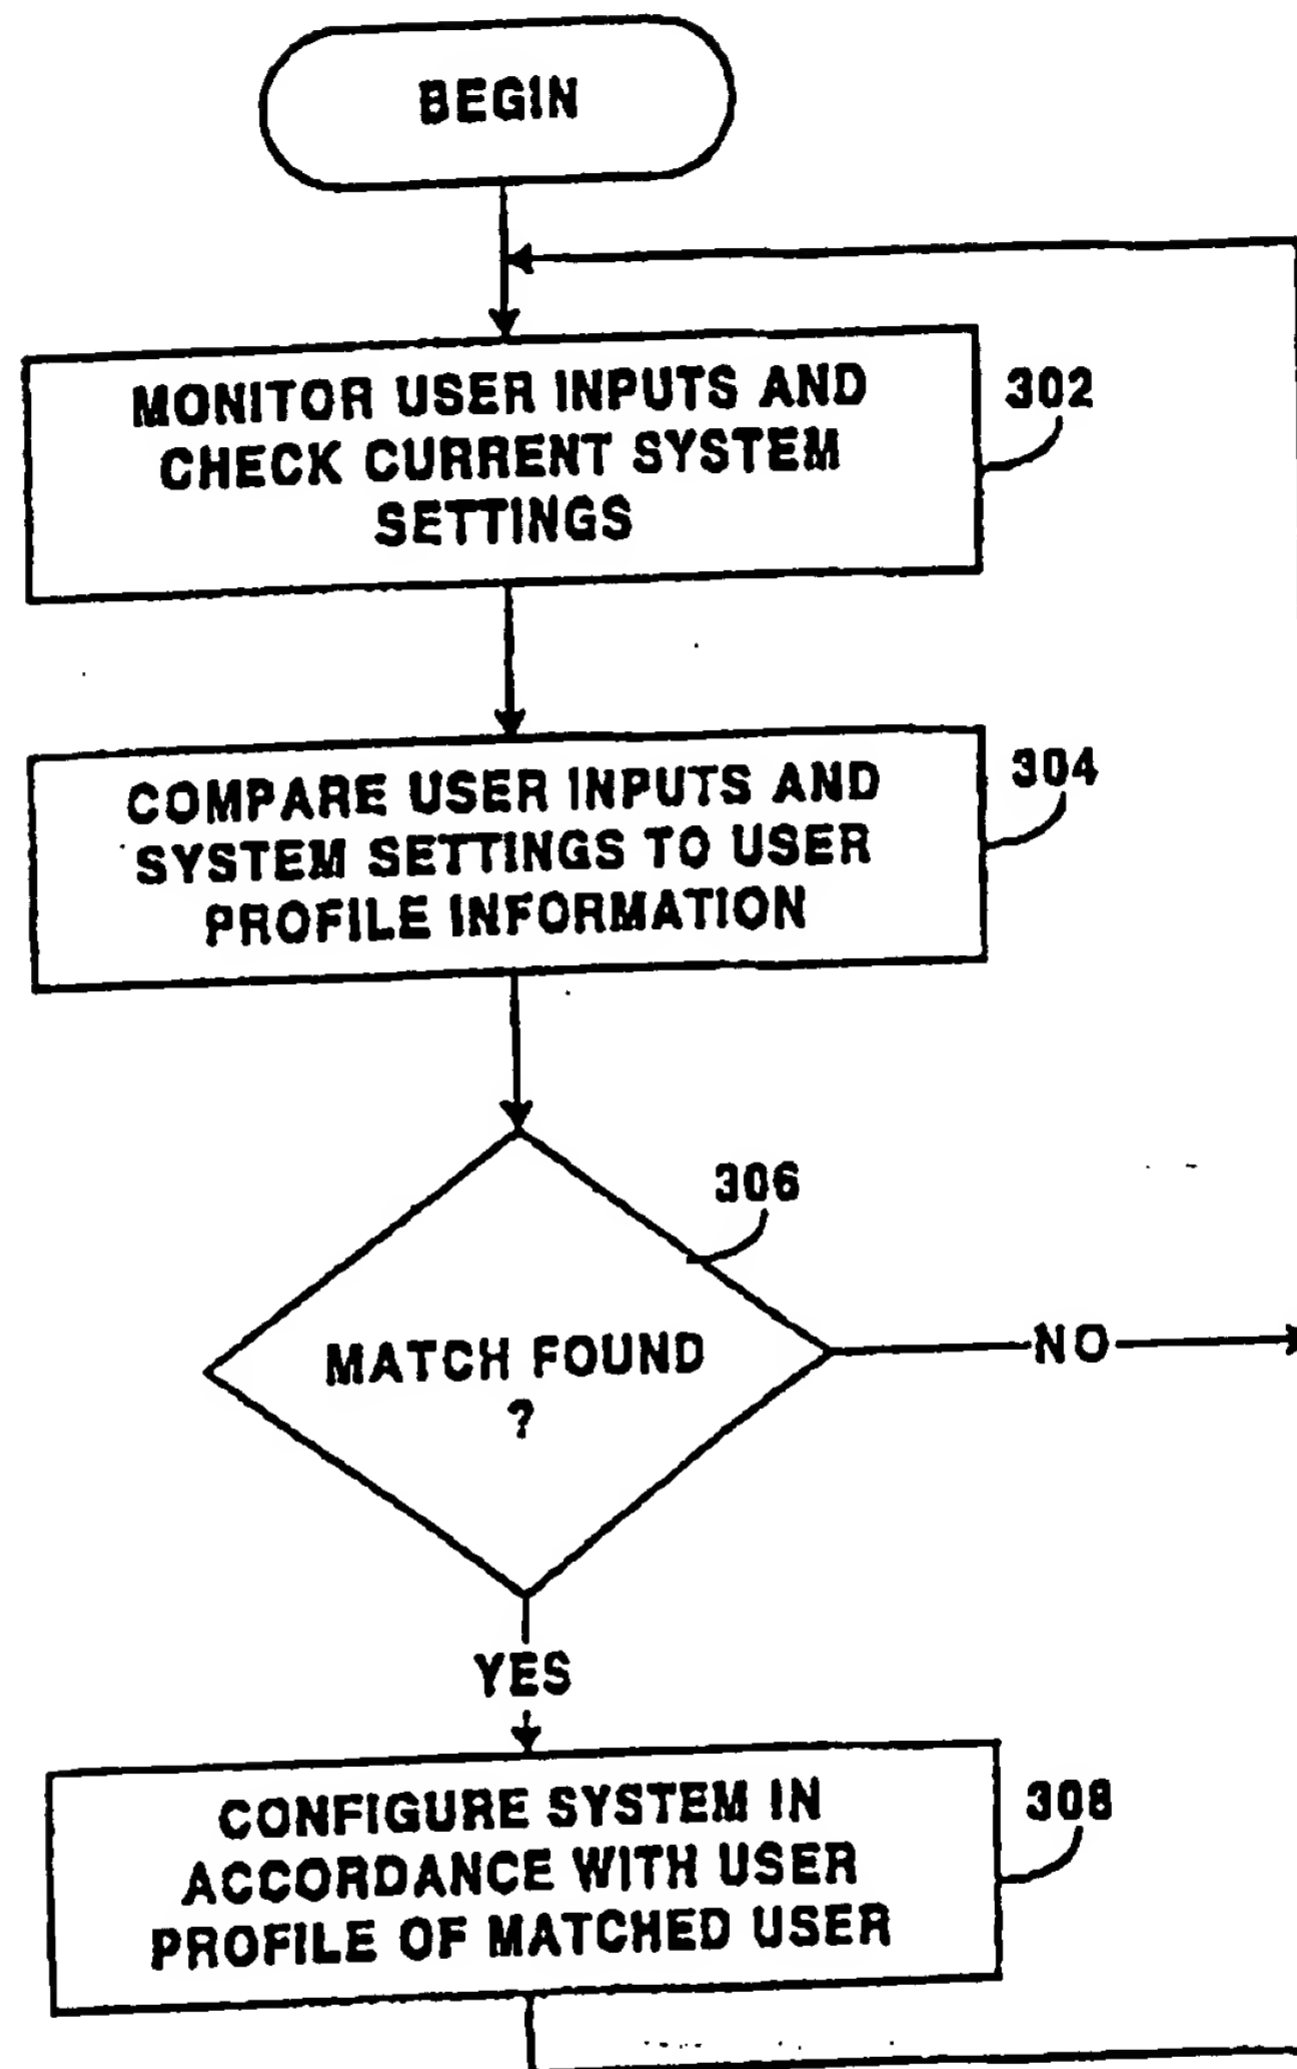 BEGIN
MONITOR USER INPUTS AND
CHECK CURRENT SYSTEM
SETTINGS
302
COMPARE USER INPUTS AND
SYSTEM SETTINGS TO USER
PROFILE INFORMATION
304
306
MATCH FOUND
?
NO
YES
CONFIGURE SYSTEM IN
ACCORDANCE WITH USER
PROFILE OF MATCHED USER
308